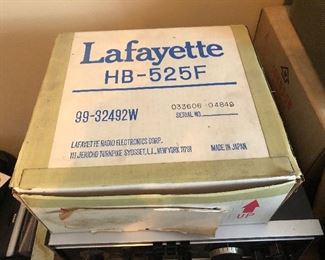 Lafayette
HB-525F
99-32492W
033606 04849
SERIAL NO.
LAFAYETTE RADIO ELECTRONICS CORP.
111 JERICHO TURNPIKE SYOSSET, L.I., NEW YORK 11791
MADE IN JAPAN
UP